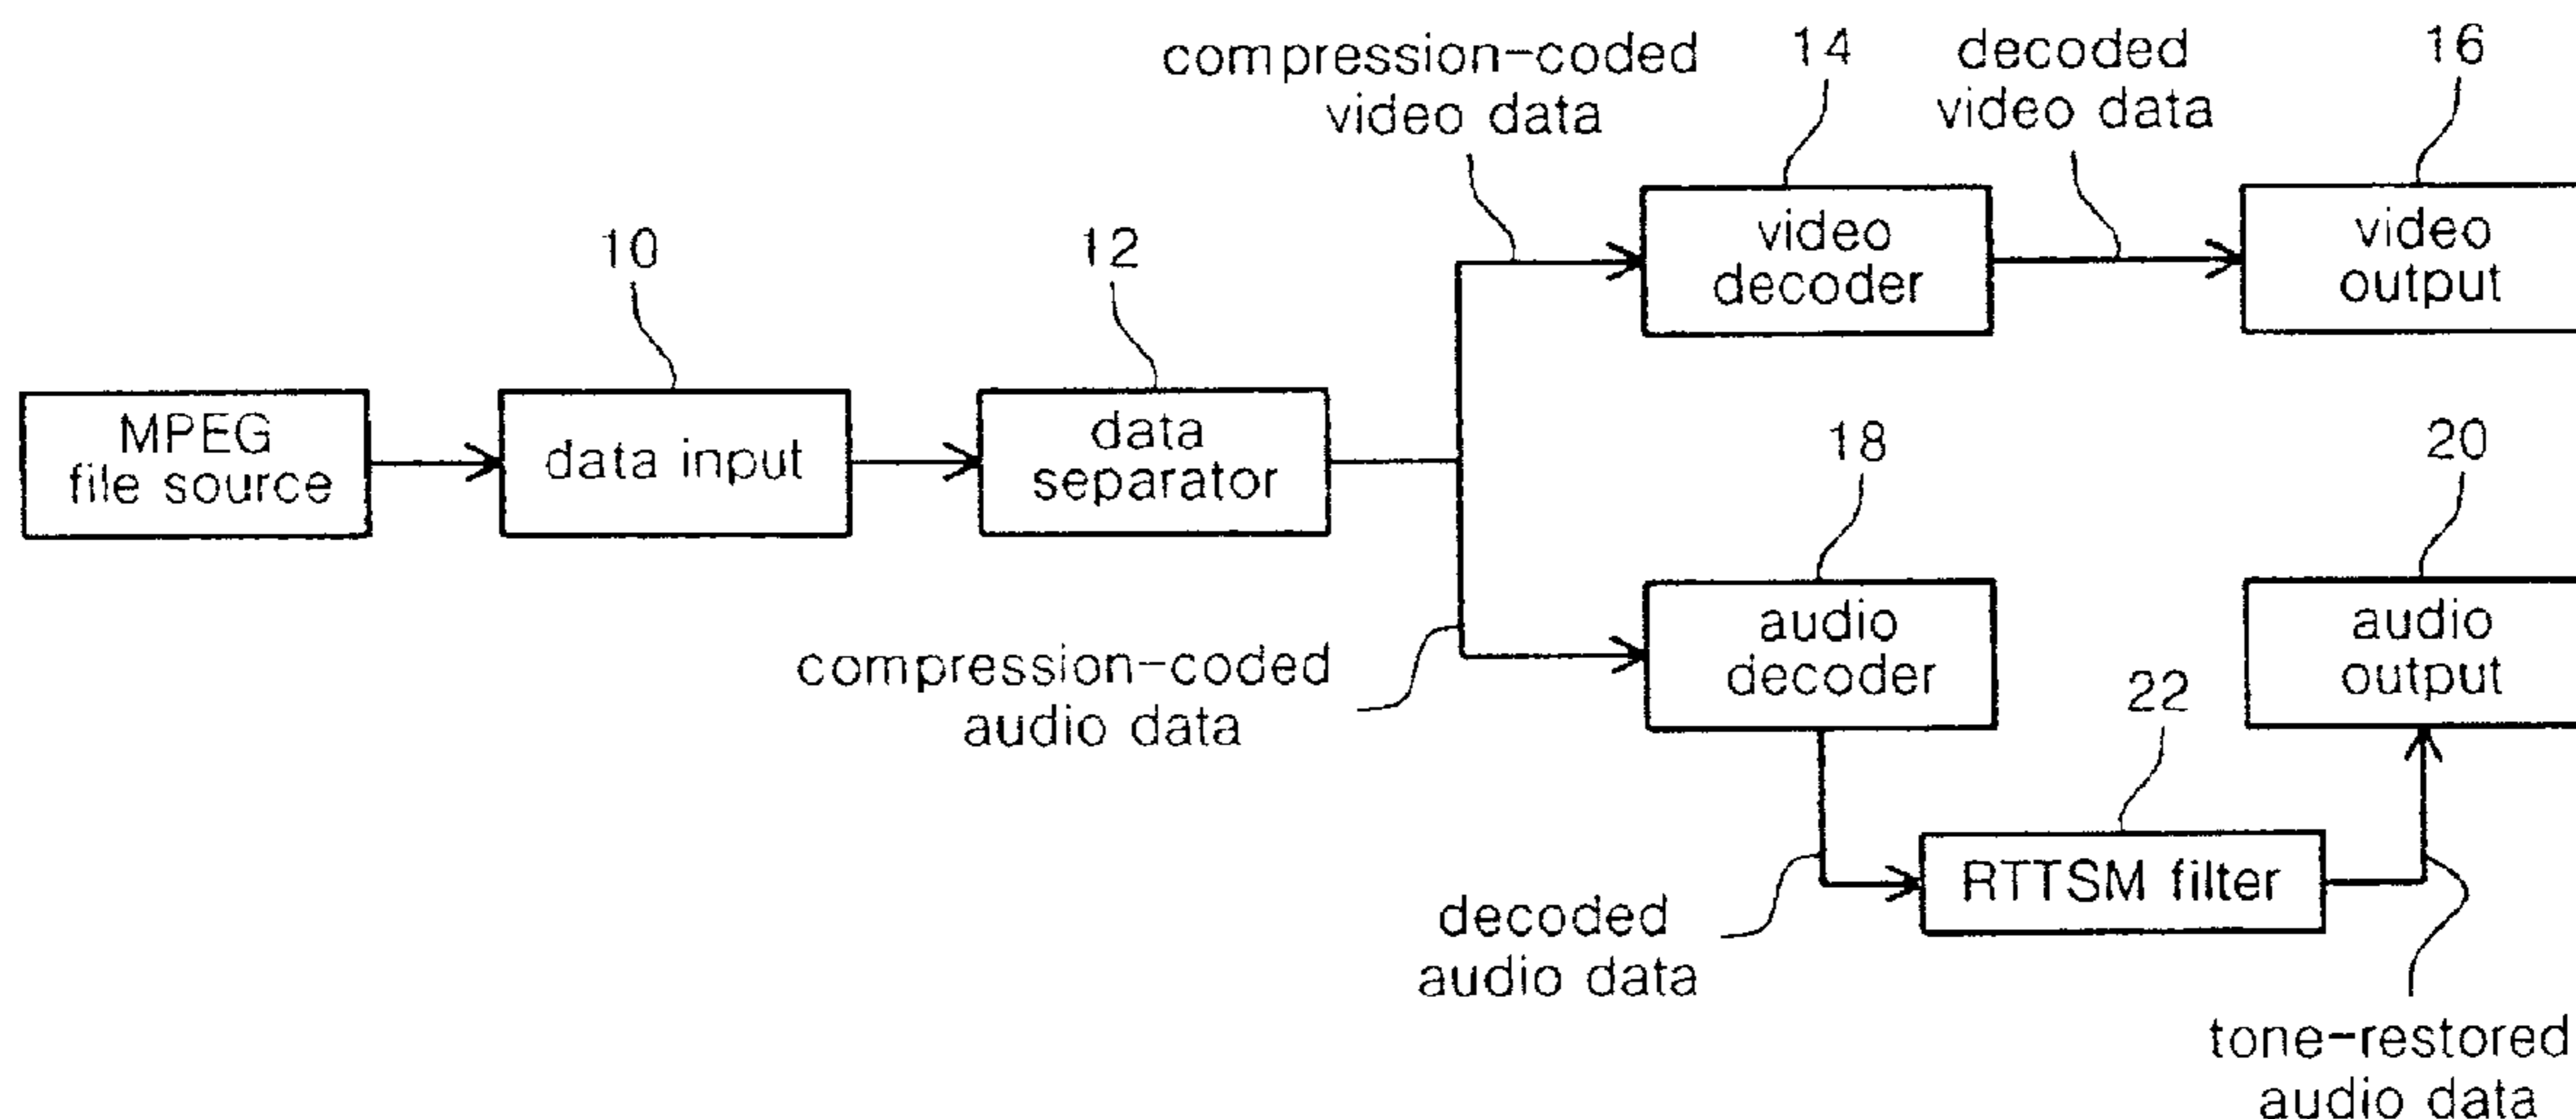 compression-coded
video data
14
decoded
video data
16
video
decoder
video
output
10
12
MPEG
file source
data input
data
separator
18
20
compression-coded
audio data
audio
decoder
audio
output
22
RTTSM filter
decoded
audio data
tone-restored
audio data